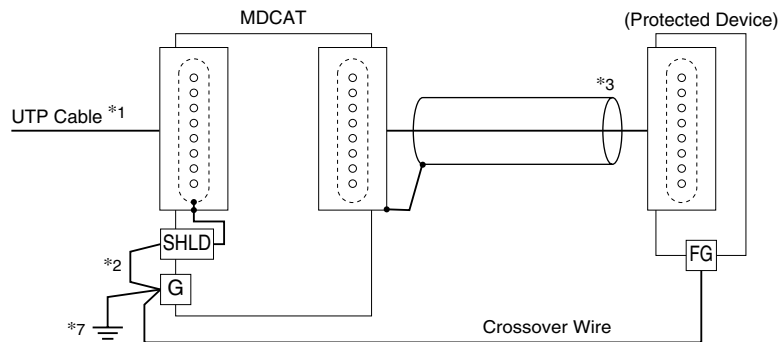 MDCAT
(Protected Device)
*3
UTP Cable *1
SHLD
*2
FG
G
*7
Crossover Wire